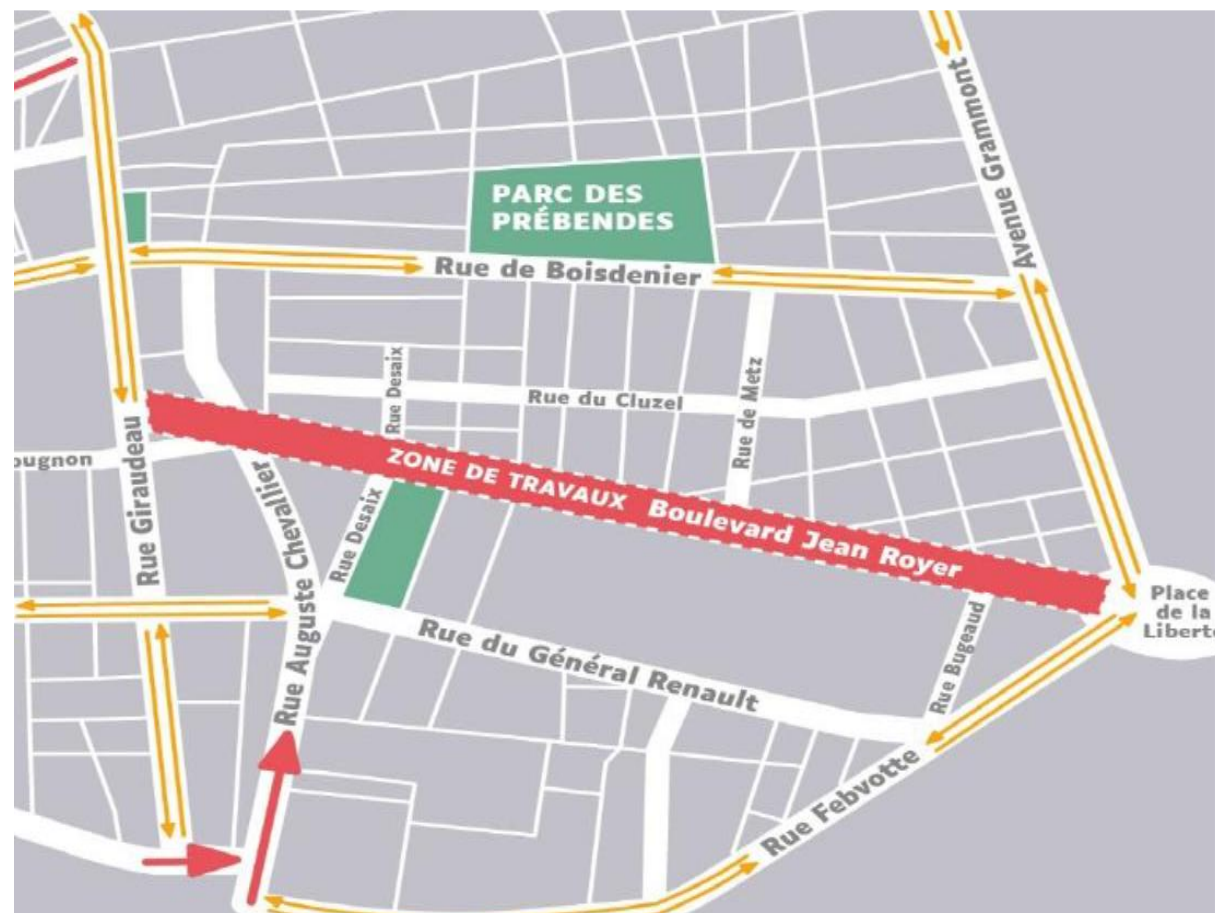 Avenue Grammont
PARC DES
PRÉBENDES
Rue de Boisdenier
Rue Desaix
Rue du Cluzel
Rue de Metz
ougnon
Rue Giraudeau
Rue Auguste Chevallier
Rue Desaix
ZONE DE TRAVAUX Boulevard Jean Royer
Place
de la
Liberté
Rue du Général Renault
Rue Bugeaud
Rue Febvotte